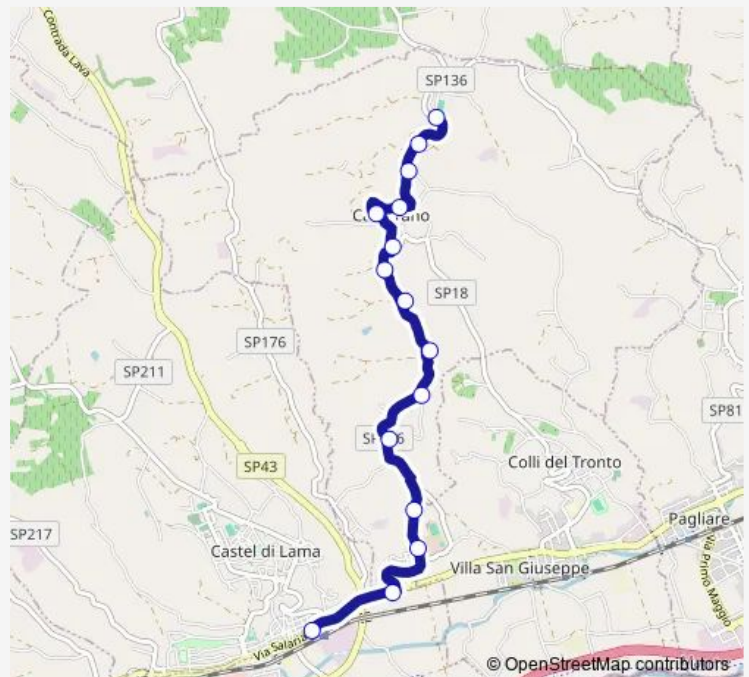 Contrada Lava
SP136
SP18
SP176
SP211
SP81
SP43
Colli del Tronto
SP217
Castel di Lama
Pagliare
Via Primo Maggio
Villa San Giuseppe
Via Salaria
© OpenStreetMap contributors